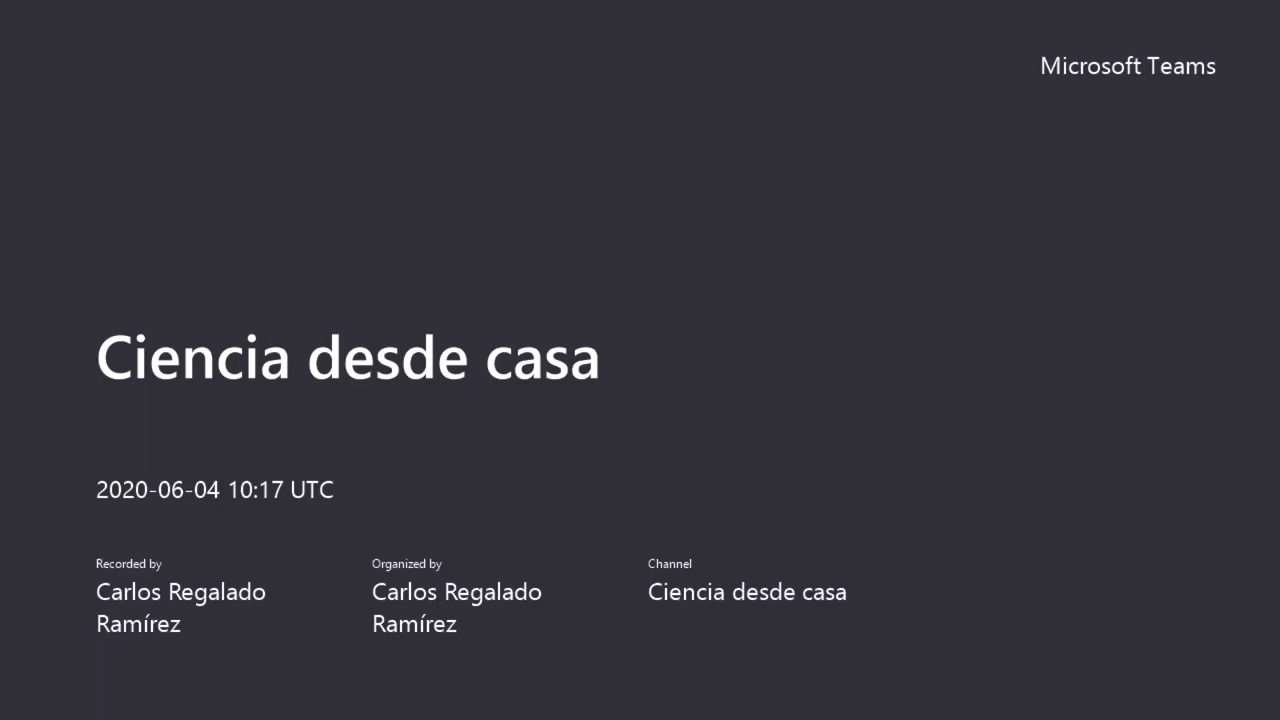 Microsoft Teams
Ciencia desde casa
2020-06-04 10:17 UTC
Recorded by
Carlos Regalado
Ramírez
Organized by
Carlos Regalado
Ramírez
Channel
Ciencia desde casa